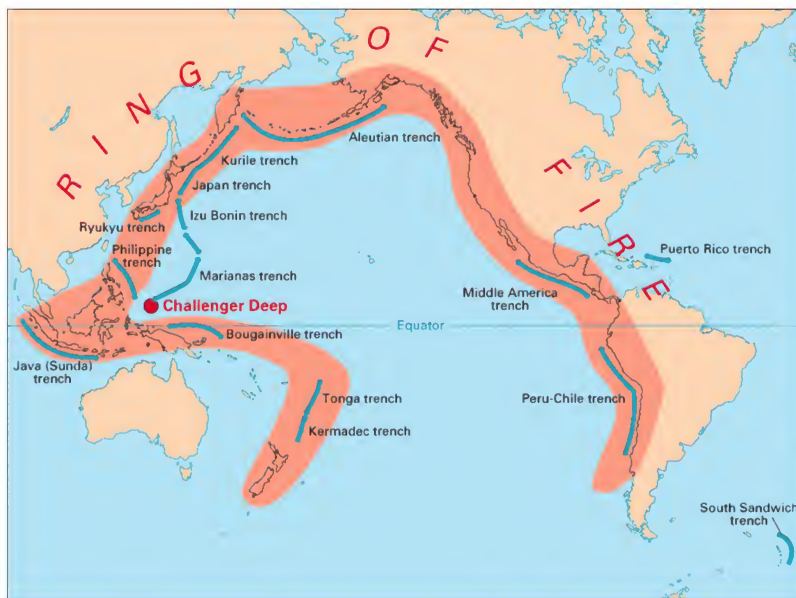 RING OF FIRE
Aleutian trench
Kurile trench
Japan trench
Izu Bonin trench
Ryukyu trench
Philippine
trench
Marianas trench
Challenger Deep
Puerto Rico trench
Middle America
trench
Equator
Bougainville trench
Java (Sunda)
trench
Tonga trench
Kermadec trench
Peru-Chile trench
South Sandwich
trench